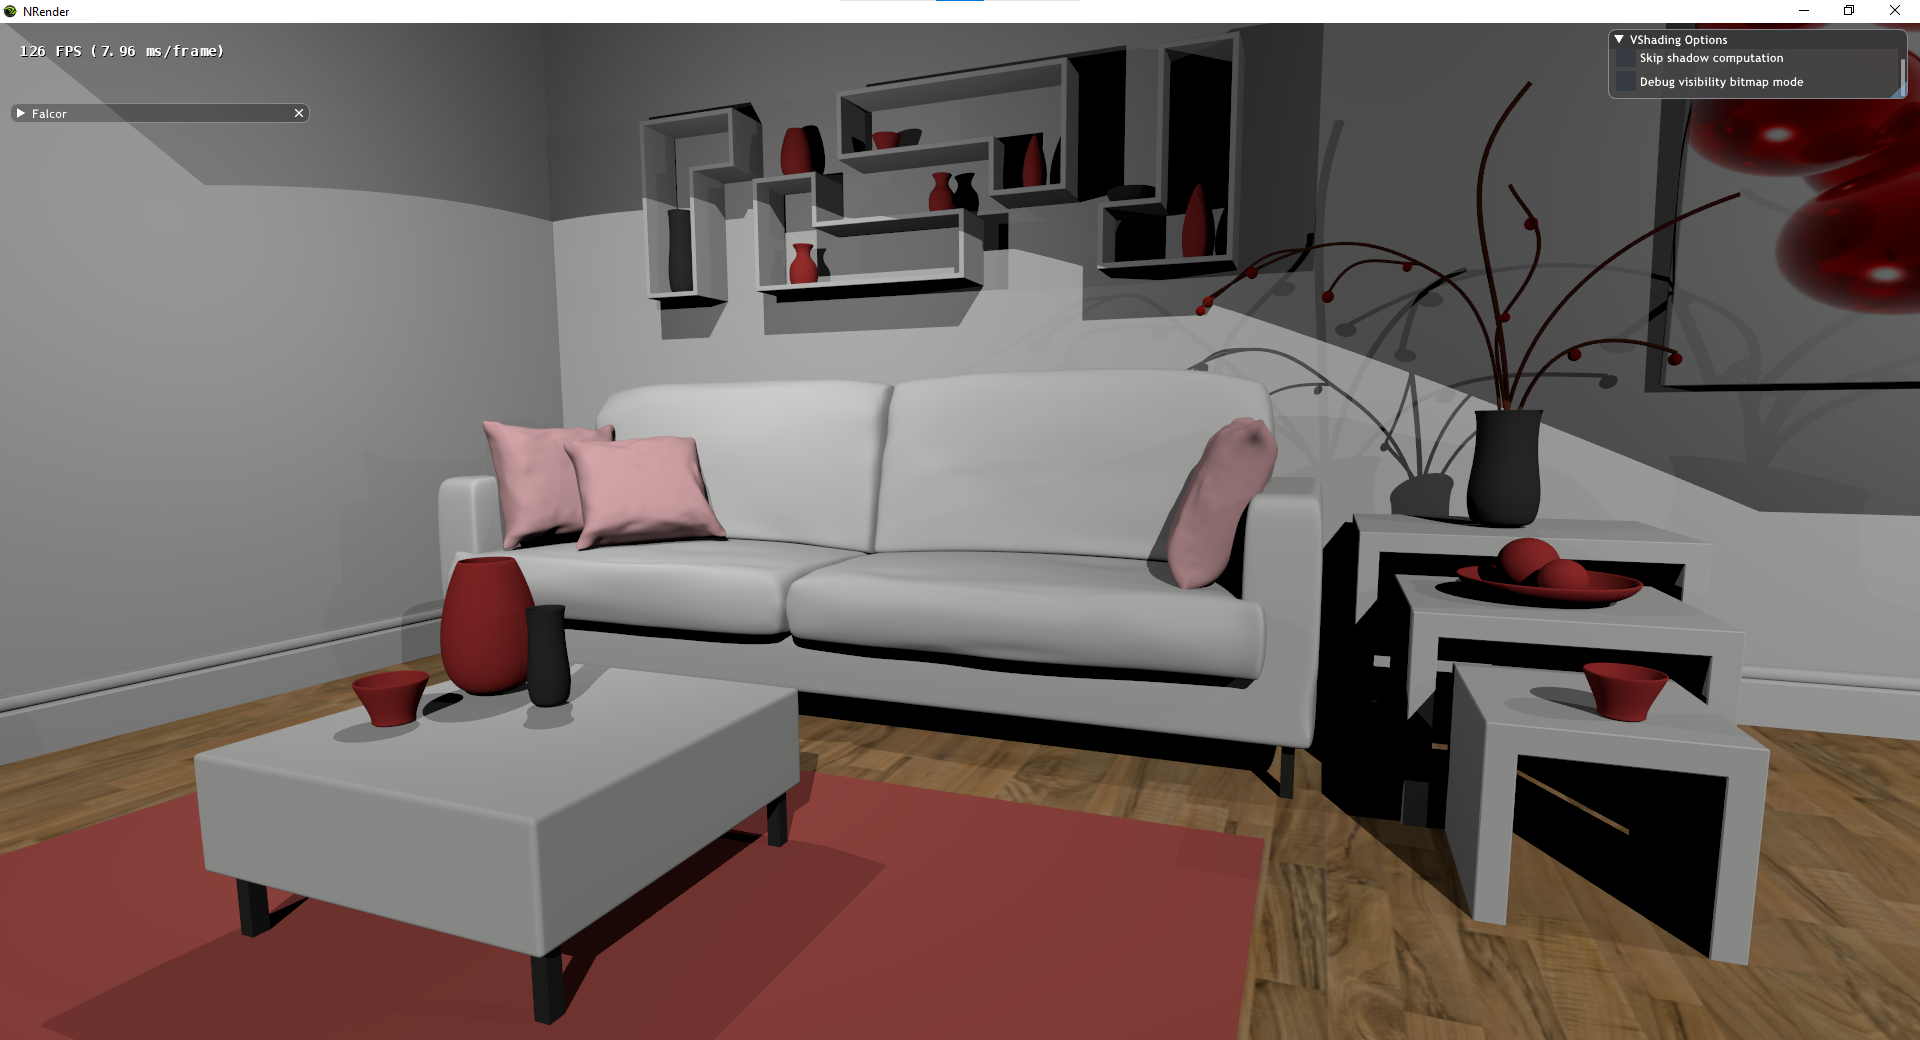 NRender
126 FPS (7.96 ms/frame)
Falcor
VShading Options
Skip shadow computation
Debug visibility bitmap mode